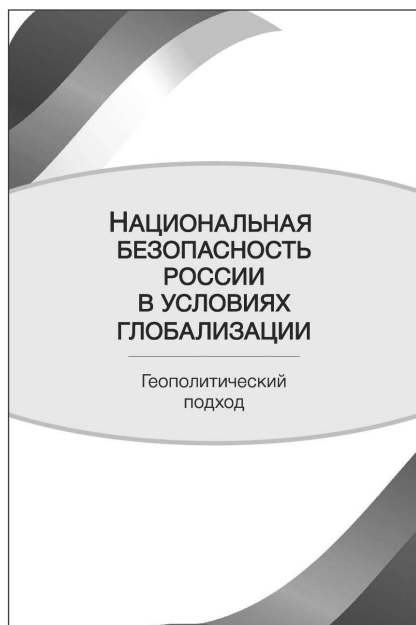 НАЦИОНАЛЬНАЯ
БЕЗОПАСНОСТЬ
РОССИИ
В УСЛОВИЯХ
ГЛОБАЛИЗАЦИИ
Геополитический
подход